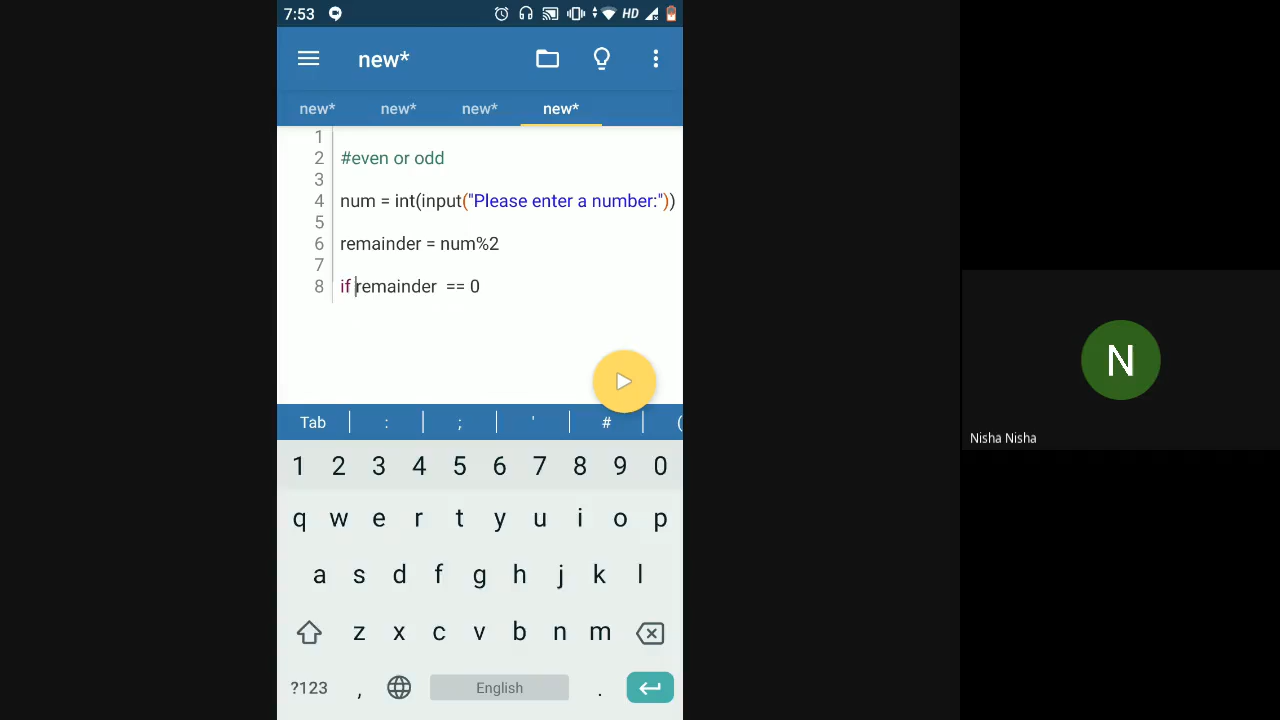 7:53 HD
new*
new* new* new* new*
1
2 #even or odd
3
4 num = int(input("Please enter a number:"))
5
6 remainder = num%2
7
8 if remainder  == 0
Tab : ; ' # (
1 2 3 4 5 6 7 8 9 0
q w e r t y u i o p
a s d f g h j k l
z x c v b n m
?123 , English .
N
Nisha Nisha